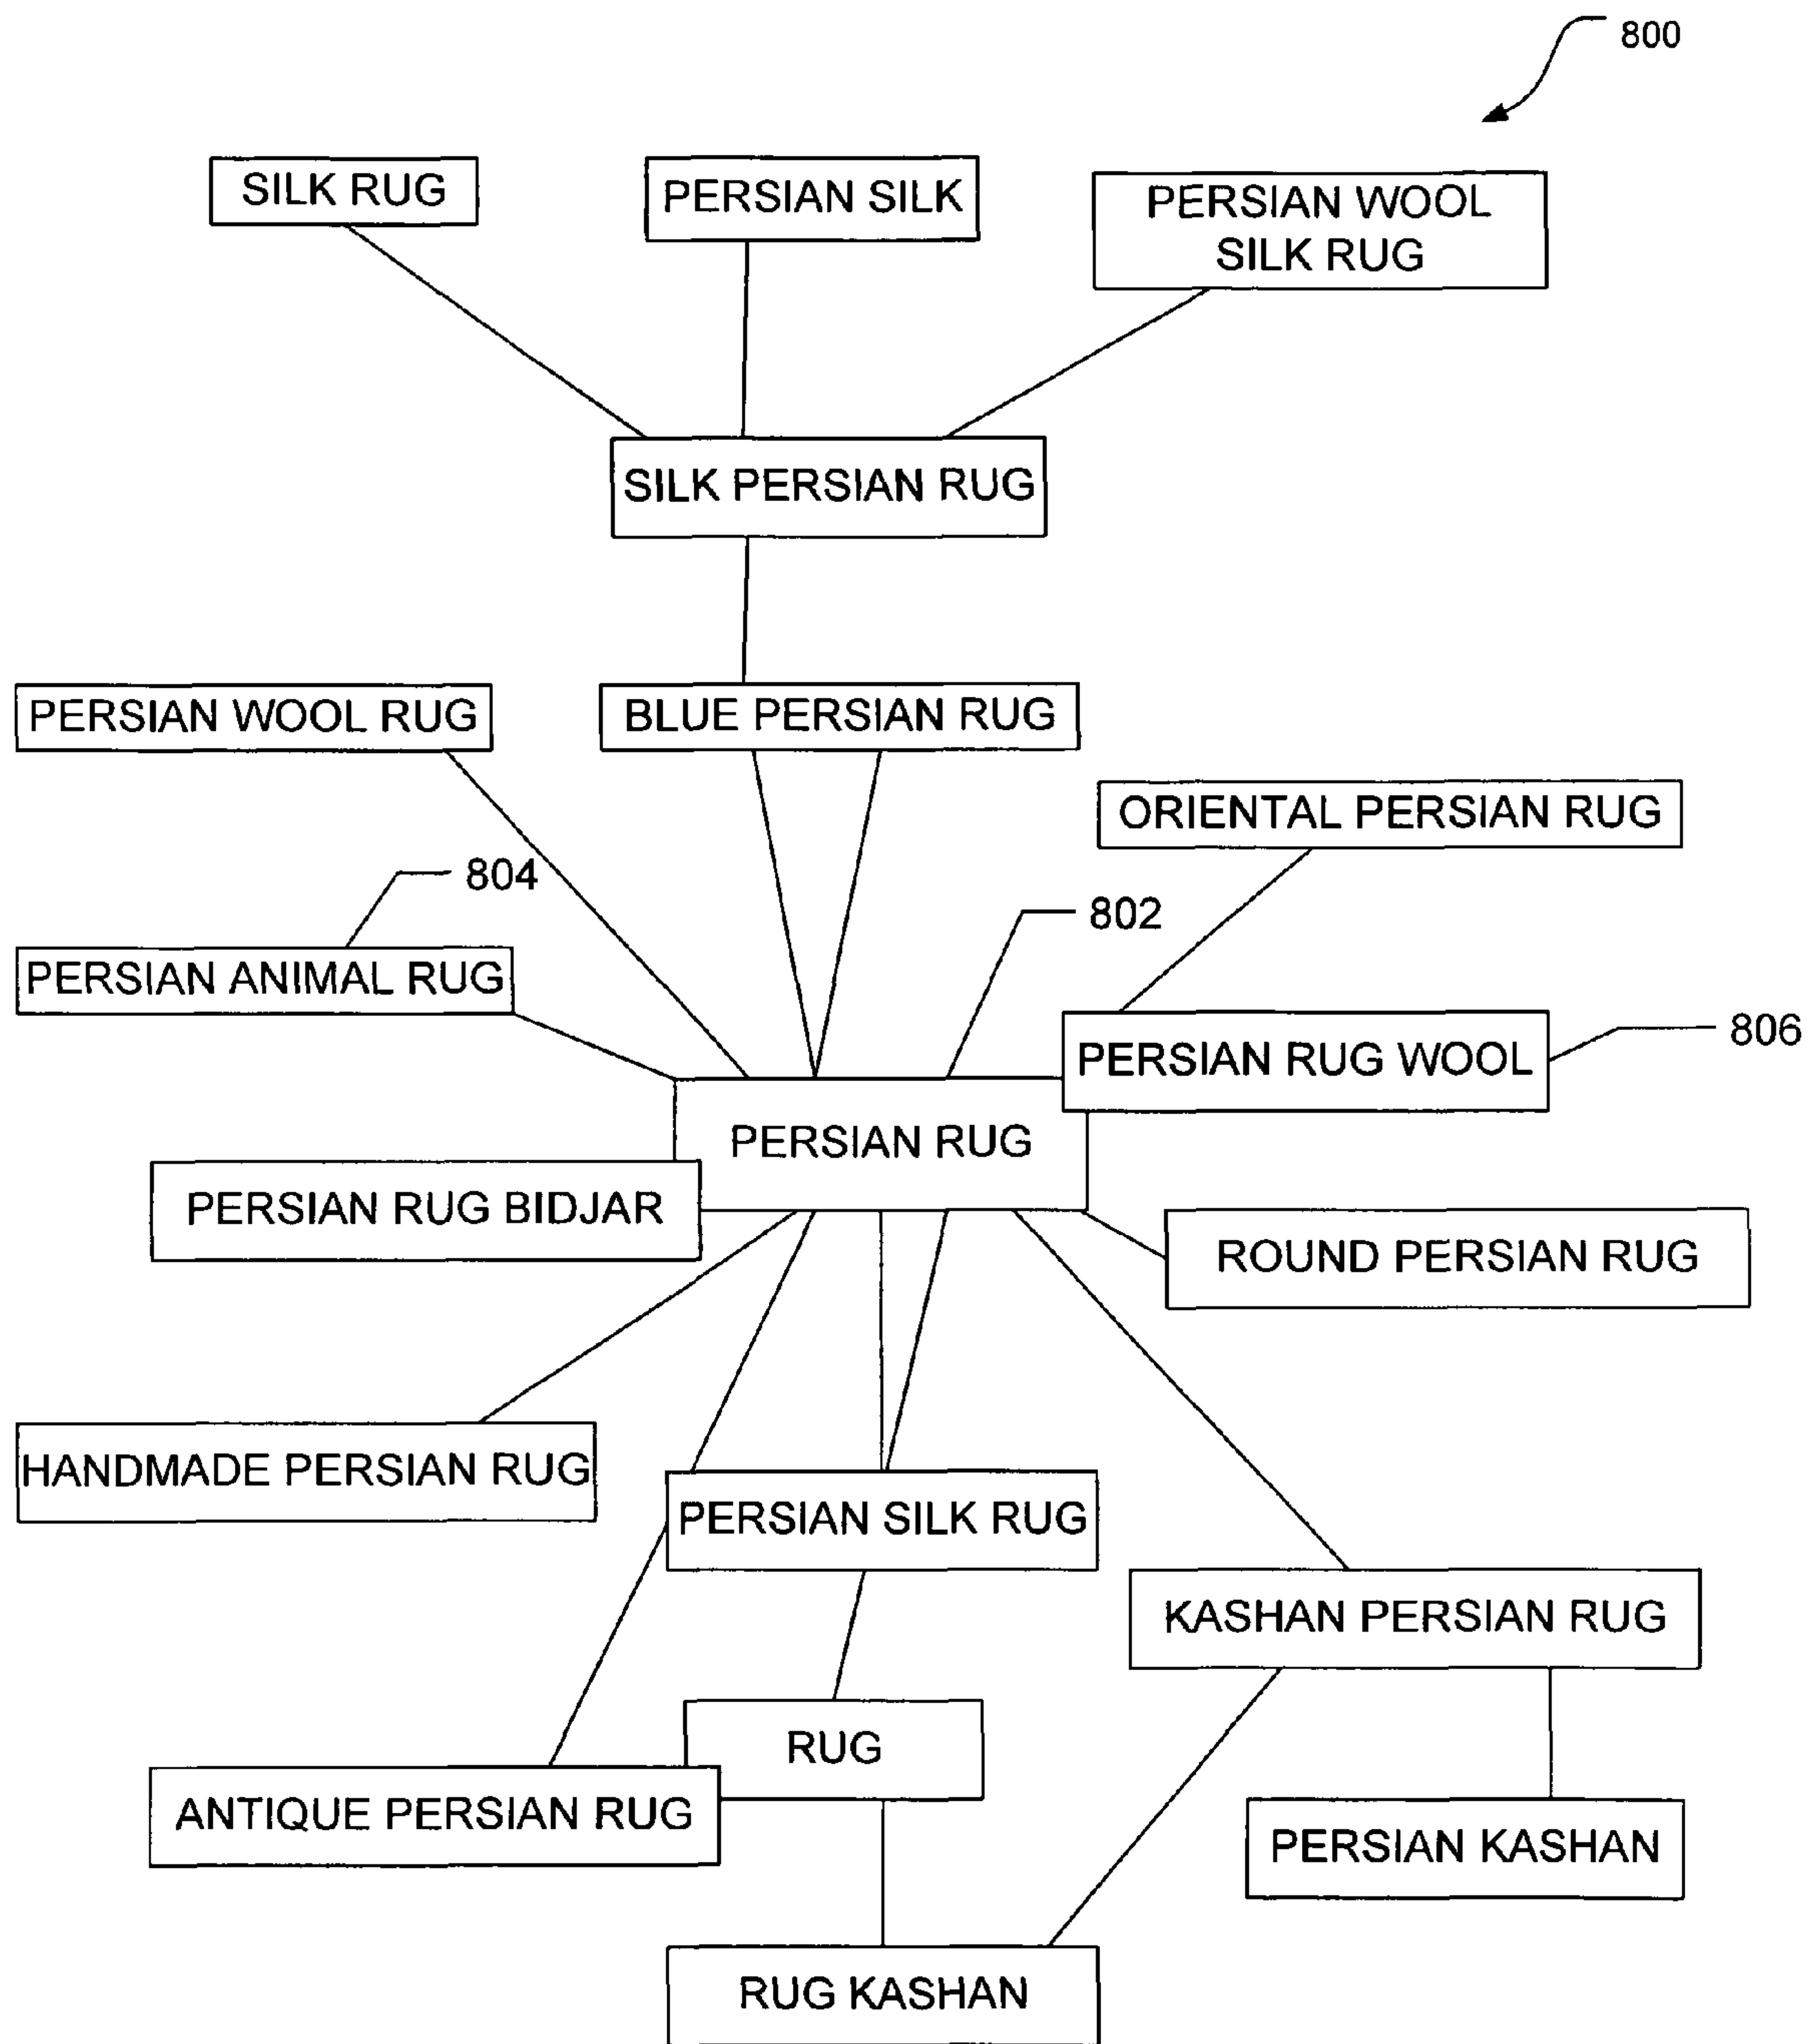 800
SILK RUG
PERSIAN SILK
PERSIAN WOOL
SILK RUG
SILK PERSIAN RUG
PERSIAN WOOL RUG
BLUE PERSIAN RUG
ORIENTAL PERSIAN RUG
804
802
PERSIAN ANIMAL RUG
PERSIAN RUG WOOL
806
PERSIAN RUG
PERSIAN RUG BIDJAR
ROUND PERSIAN RUG
HANDMADE PERSIAN RUG
PERSIAN SILK RUG
KASHAN PERSIAN RUG
RUG
ANTIQUE PERSIAN RUG
PERSIAN KASHAN
RUG KASHAN